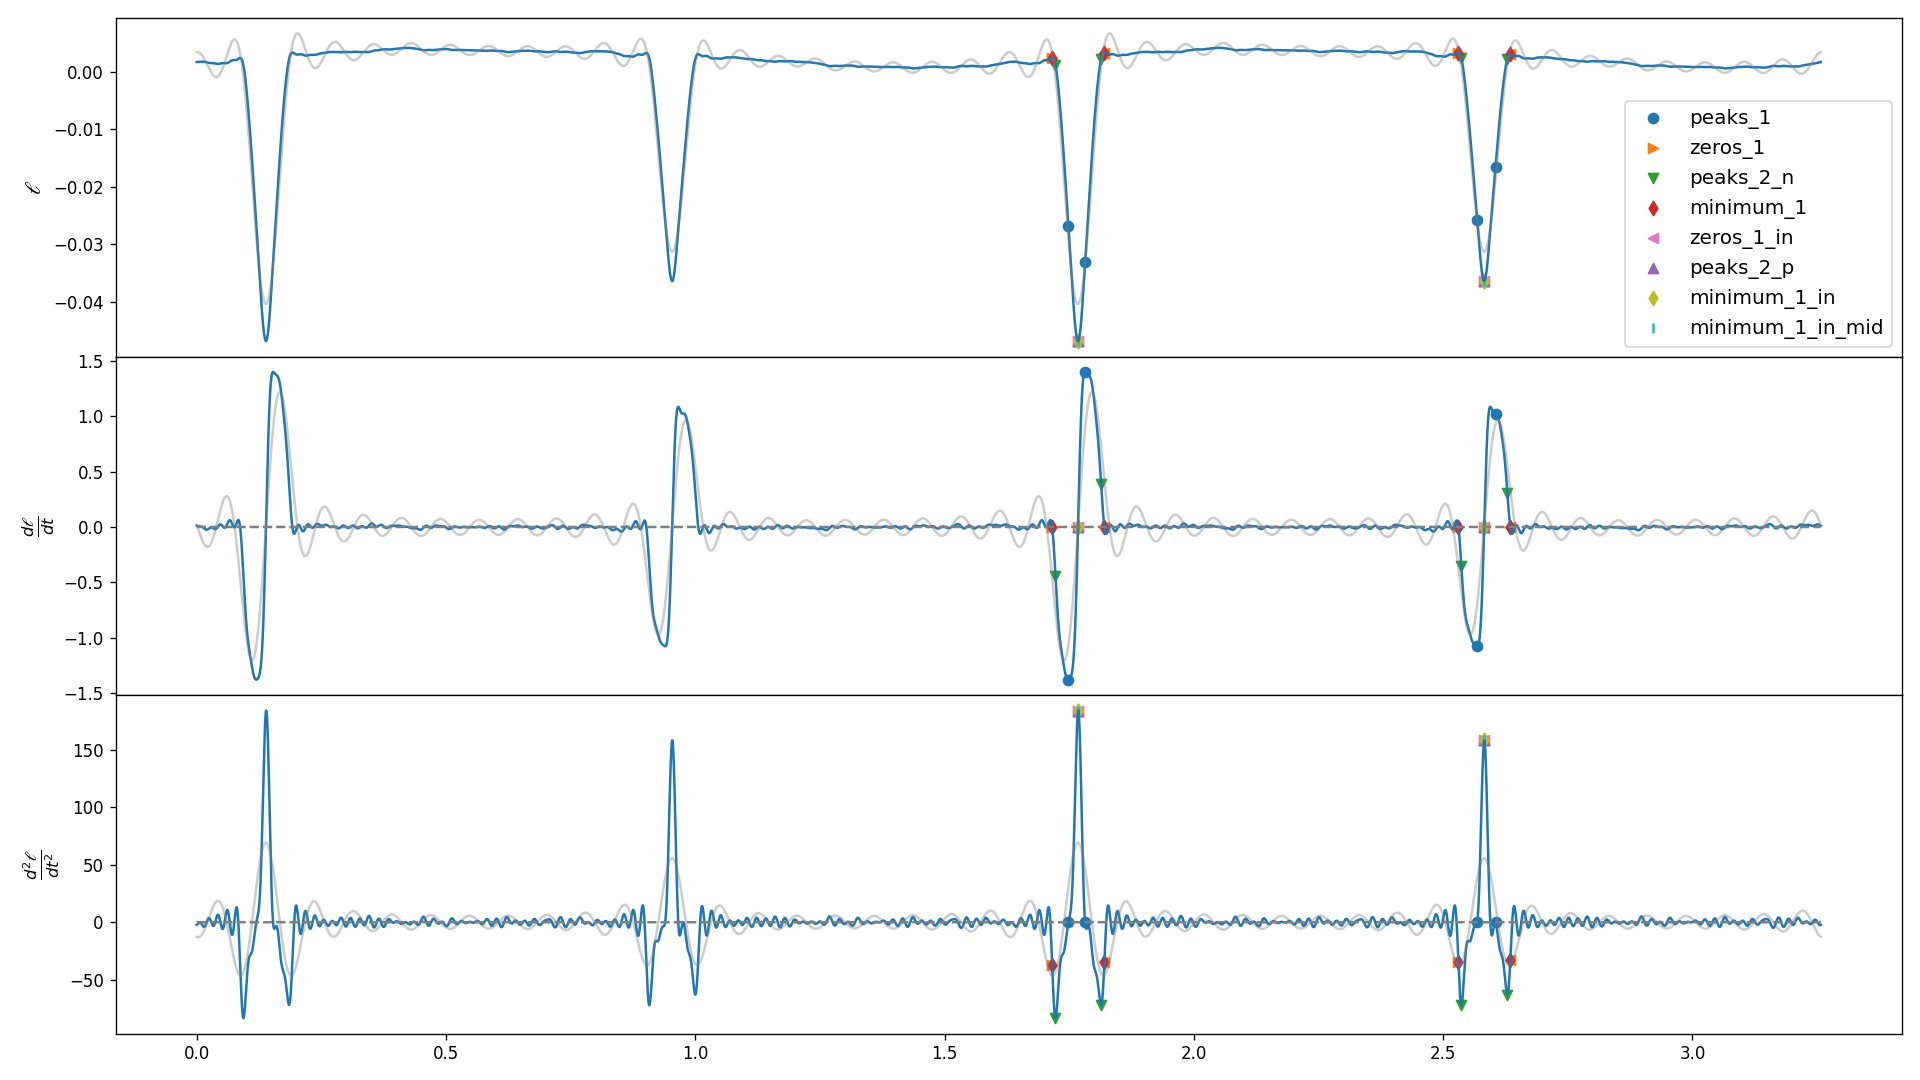 0.00
−0.01
−0.02
−0.03
−0.04
ℓ
peaks_1
zeros_1
peaks_2_n
minimum_1
zeros_1_in
peaks_2_p
minimum_1_in
minimum_1_in_mid
1.5
1.0
0.5
0.0
−0.5
−1.0
−1.5
dℓ
dt
150
100
50
0
−50
d²ℓ
dt²
0.0 0.5 1.0 1.5 2.0 2.5 3.0